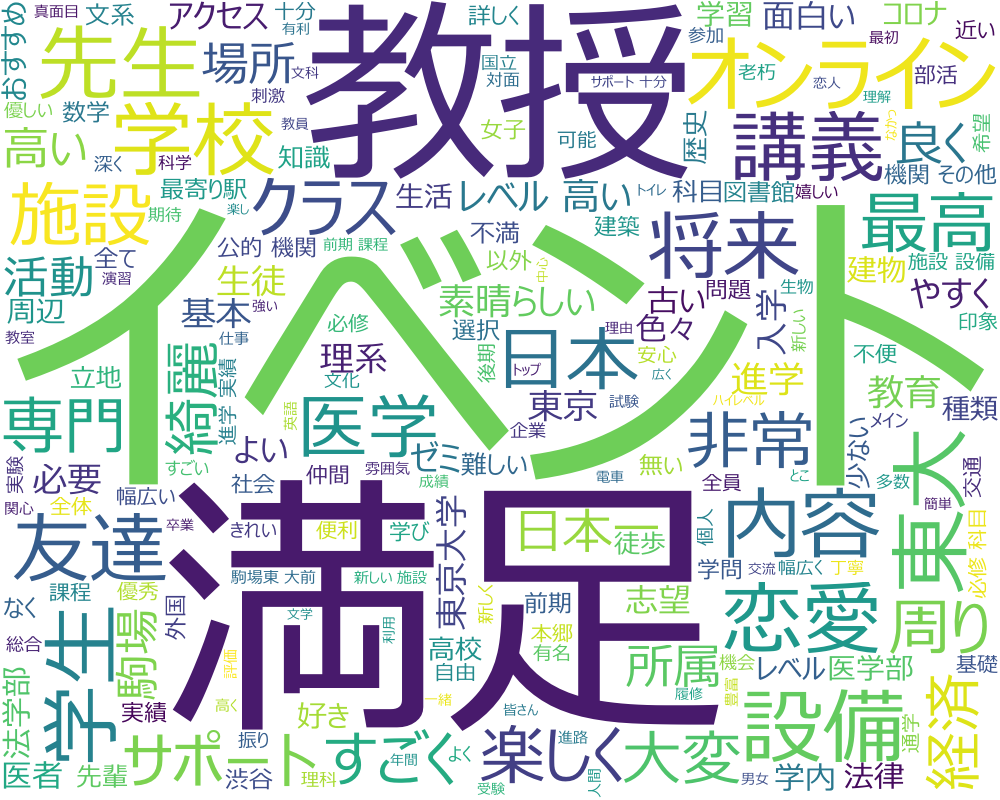 真面目
文系
アクセス
十分
有利
教授
サポート 十分
詳しく
学習
面白い
コロナ
おすすめ
先生
場所
文科
国立
対面
参加
オンライン
最初
近い
優しい
数学
学校
刺激
教員
女子
可能
老朽
恋人
理解
部活
高い
深く
科学
知識
歴史
講義
なかつ
良く
希望
施設
最寄り駅
期待
クラス
楽し
生活
レベル 高い
トイレ
科目
図書館
嬉しい
機関
その他
公的 機関
前期 課程
不満
以外
中心
建築
将来
最高
活動
全て
演習
生徒
イベント
素晴らしい
古い
問題
生物
建物
施設 設備
やすく
周辺
基本
強い
必修
選択
後期
日本
トップ
理由
色々
入学
新しい
印象
教室
綺麗
仕事
理系
文化
安心
広く
不便
立地
進学 実績
英語
医学
東京
試験
ハイレベル
進学
教育
種類
専門
企業
非常
メイン
実験
必要
すごい
よい
仲間
雰囲気
ゼミ
難しい
成績
電車
無い
全員
とこ
少ない
多数
交通
東大
関心
全体
幅広い
卒業
社会
きれい
便利
学び
東京大学
日本一
徒歩
個人
内容
簡単
友達
満足
学問
交流
幅広く
丁寧
必修 科目
課程
優秀
駒場東 大前
新しい 施設
新しく
前期
志望
恋愛
周り
なく
外国
文学
利用
本郷
有名
総合
学生
駒場
評価
高校
自由
所属
機会
レベル
医学部
基礎
法学部
実績
高く
好き
一緒
履修
豊富
設備
経済
通学
医者
先輩
サポート
振り
渋谷
すごく
理科
年間
よく
皆さん
受験
楽しく
進路
人間
大変
男女
学内
法律